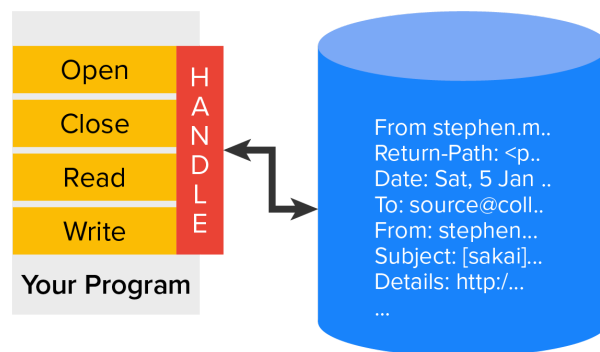 Open
Close
Read
Write
HANDLE
Your Program
From stephen.m..
Return-Path: <p..
Date: Sat, 5 Jan ..
To: source@coll..
From: stephen...
Subject: [sakai]...
Details: http:/...
...